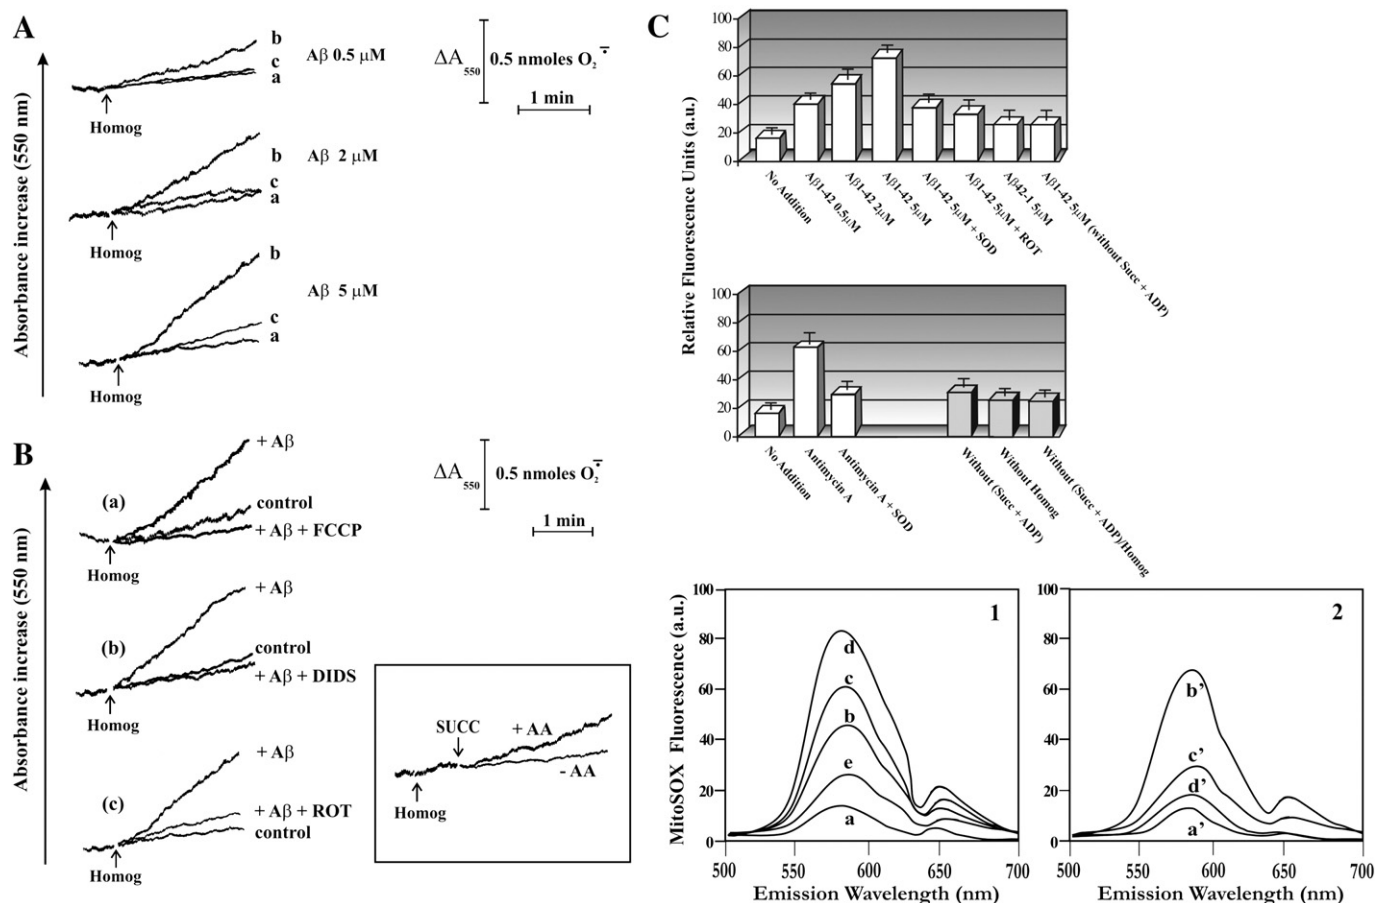 A
Absorbance increase (550 nm)
b
c
a
Aβ 0.5 μM
Homog
b
c
a
Aβ 2 μM
Homog
b
c
a
Aβ 5 μM
Homog
ΔA550
0.5 nmoles O2•−
1 min
B
Absorbance increase (550 nm)
(a)
+ Aβ
control
+ Aβ + FCCP
Homog
(b)
+ Aβ
control
+ Aβ + DIDS
Homog
(c)
+ Aβ
+ Aβ + ROT
control
Homog
ΔA550
0.5 nmoles O2•−
1 min
SUCC
+ AA
- AA
Homog
C
Relative Fluorescence Units (a.u.)
100
80
60
40
20
0
No Addition
Aβ1-42 0.5μM
Aβ1-42 2μM
Aβ1-42 5μM
Aβ1-42 5μM + SOD
Aβ1-42 5μM + ROT
Aβ42-1 5μM
Aβ1-42 5μM (without Succ + ADP)
100
80
60
40
20
0
No Addition
Antimycin A
Antimycin A + SOD
Without (Succ + ADP)
Without Homog
Without (Succ + ADP)/Homog
MitoSOX Fluorescence (a.u.)
100
80
60
40
20
0
1
d
c
b
e
a
500
550
600
650
700
Emission Wavelength (nm)
100
80
60
40
20
0
2
b’
c’
d’
a’
500
550
600
650
700
Emission Wavelength (nm)